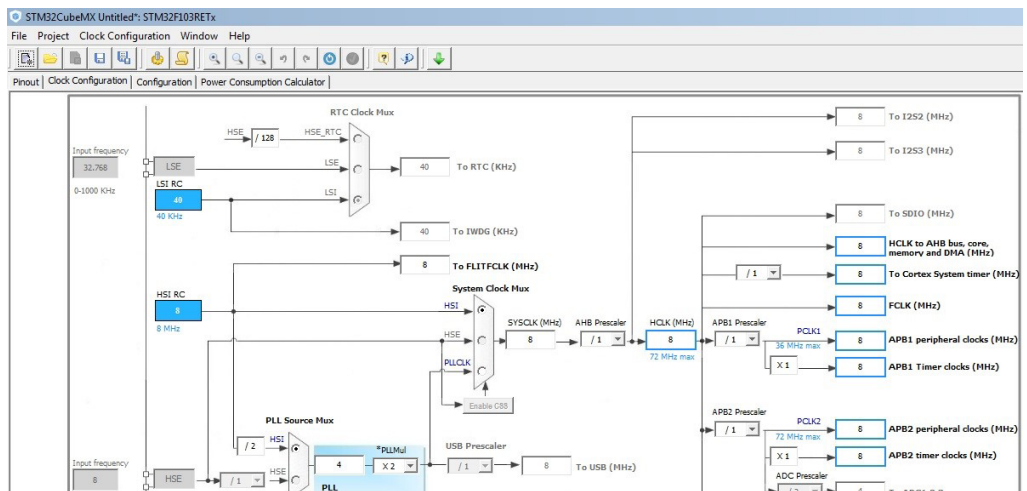 STM32CubeMX Untitled*: STM32F103RETx
File Project Clock Configuration Window Help
Pinout Clock Configuration Configuration Power Consumption Calculator
RTC Clock Mux
HSE / 128 HSE_RTC
8 To I2S2 (MHz)
Input frequency
32.768
0-1000 KHz
LSE LSE 40 To RTC (KHz)
8 To I2S3 (MHz)
LSI RC
40
40 KHz
LSI
40 To IWDG (KHz)
8 To SDIO (MHz)
8 HCLK to AHB bus, core,
memory and DMA (MHz)
8 To FLITFCLK (MHz)
/ 1 8 To Cortex System timer (MHz)
System Clock Mux
HSI RC
8
8 MHz
HSI
8 FCLK (MHz)
SYSCLK (MHz) AHB Prescaler HCLK (MHz) APB1 Prescaler
HSE 8 / 1 8 / 1
72 MHz max
PCLK1
36 MHz max
8 APB1 peripheral clocks (MHz)
PLLCLK
X 1 8 APB1 Timer clocks (MHz)
Enable CSS
APB2 Prescaler
/ 1
PCLK2
72 MHz max
8 APB2 peripheral clocks (MHz)
PLL Source Mux
/ 2 HSI
*PLLMul
4 X 2
PLL
USB Prescaler
/ 1 8 To USB (MHz)
X 1 8 APB2 timer clocks (MHz)
Input frequency
8
HSE / 1 HSE
ADC Prescaler